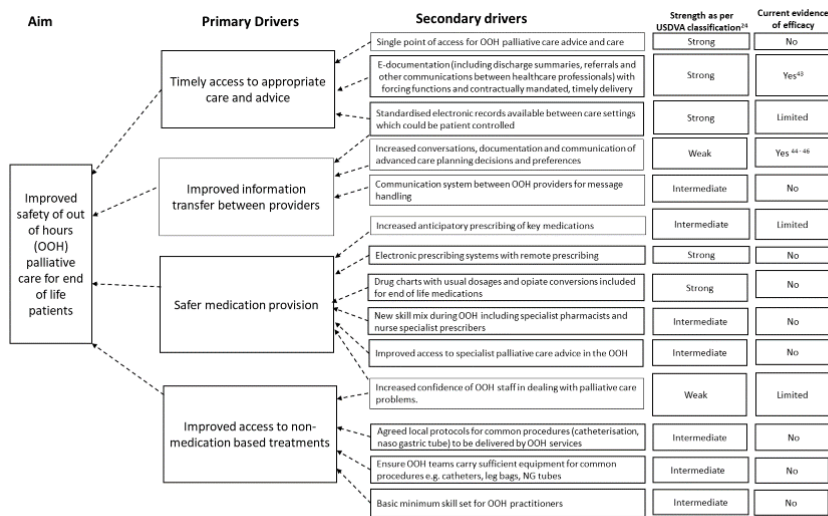 Aim
Primary Drivers
Secondary drivers
Strength as per
USDVA classification24
Current evidence
of efficacy
Improved
safety of out
of hours
(OOH)
palliative
care for end
of life
patients
Timely access to appropriate
care and advice
Improved information
transfer between providers
Safer medication provision
Improved access to non-
medication based treatments
Single point of access for OOH palliative care advice and care
Strong
No
E-documentation (including discharge summaries, referrals and
other communications between healthcare professionals) with
forcing functions and contractually mandated, timely delivery
Strong
Yes43
Standardised electronic records available between care settings
which could be patient controlled
Strong
Limited
Increased conversations, documentation and communication of
advanced care planning decisions and preferences
Weak
Yes 44-46
Communication system between OOH providers for message
handling
Intermediate
No
Increased anticipatory prescribing of key medications
Intermediate
Limited
Electronic prescribing systems with remote prescribing
Strong
No
Drug charts with usual dosages and opiate conversions included
for end of life medications
Strong
No
New skill mix during OOH including specialist pharmacists and
nurse specialist prescribers
Intermediate
No
Improved access to specialist palliative care advice in the OOH
Intermediate
No
Increased confidence of OOH staff in dealing with palliative care
problems.
Weak
Limited
Agreed local protocols for common procedures (catheterisation,
naso gastric tube) to be delivered by OOH services
Intermediate
No
Ensure OOH teams carry sufficient equipment for common
procedures e.g. catheters, leg bags, NG tubes
Intermediate
No
Basic minimum skill set for OOH practitioners
Intermediate
No